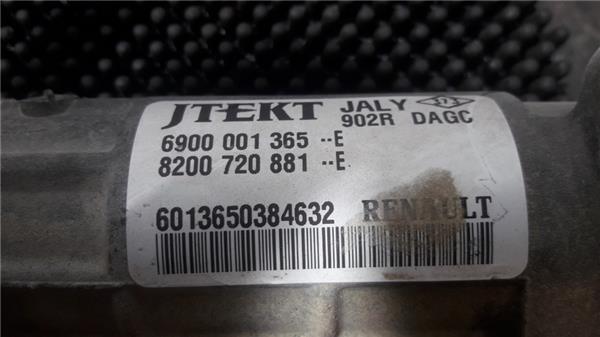 JTEKT JALY
902R DAGC
6900 001 365 --E
8200 720 881 --E
6013650384632 RENAULT